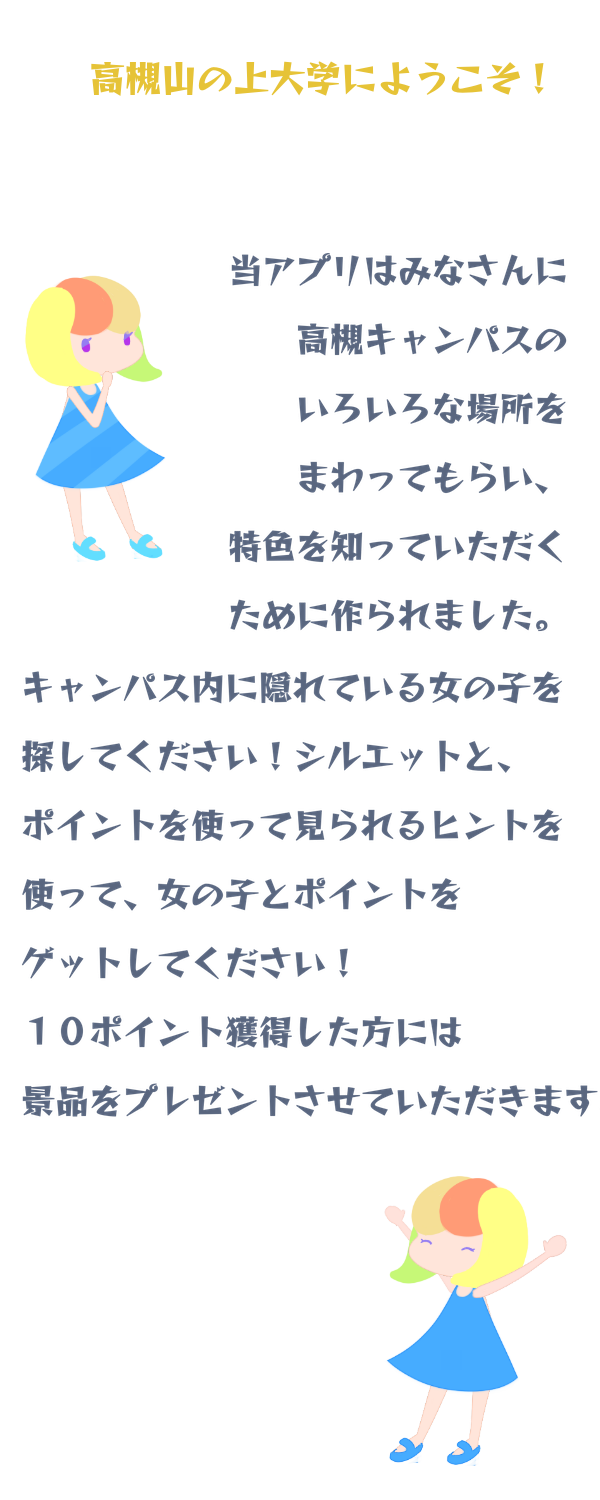 高槻山の上大学にようこそ！
当アプリはみなさんに
高槻キャンパスの
いろいろな場所を
まわってもらい、
特色を知っていただく
ために作られました。
キャンパス内に隠れている女の子を
探してください！シルエットと、
ポイントを使って見られるヒントを
使って、女の子とポイントを
ゲットしてください！
１０ポイント獲得した方には
景品をプレゼントさせていただきます